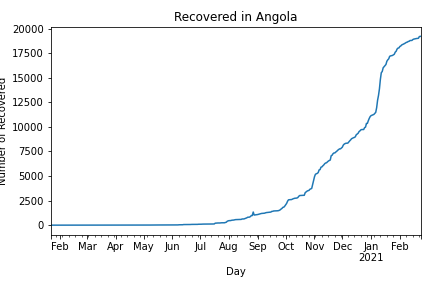 Recovered in Angola
20000
17500
15000
12500
10000
7500
5000
2500
0
Number of Recovered
Feb Mar Apr May Jun Jul Aug Sep Oct Nov Dec Jan Feb
2021
Day